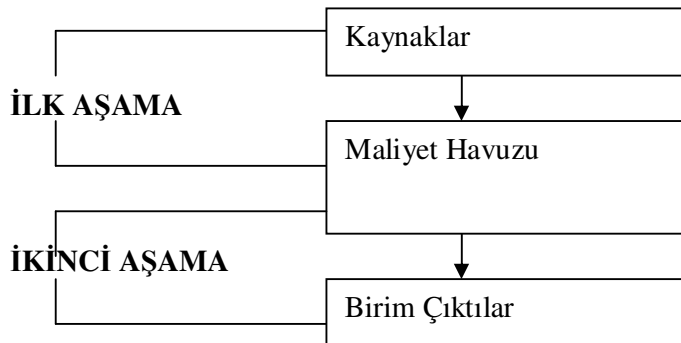 Kaynaklar
İLK AŞAMA
Maliyet Havuzu
İKİNCİ AŞAMA
Birim Çıktılar